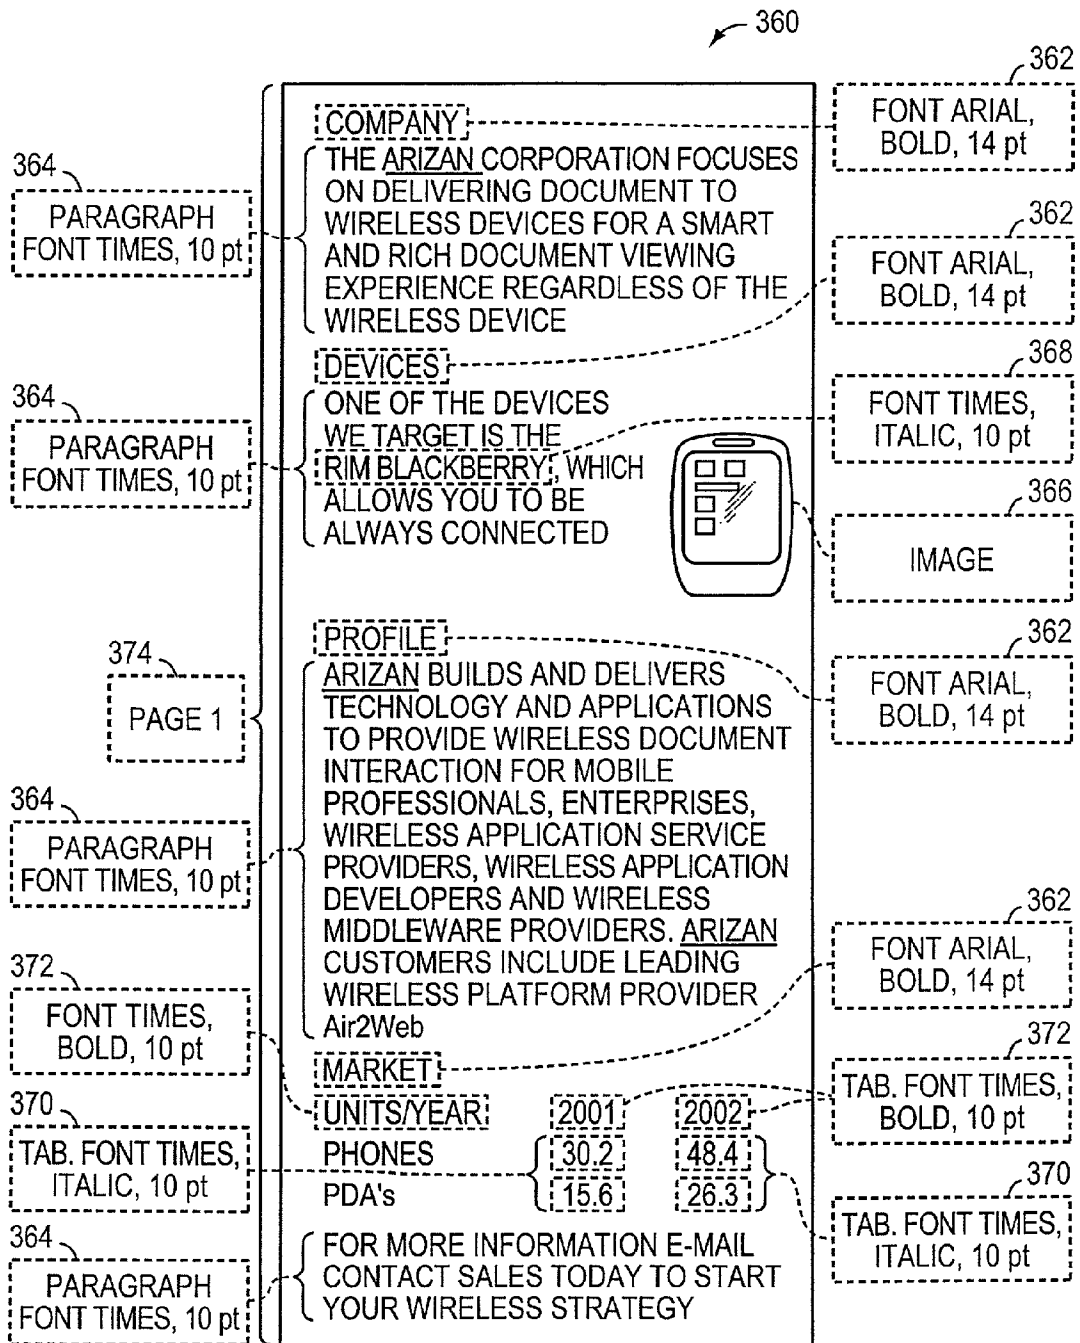 360
362
FONT ARIAL,
BOLD, 14 pt
COMPANY
364
PARAGRAPH
FONT TIMES, 10 pt
THE ARIZAN CORPORATION FOCUSES
ON DELIVERING DOCUMENT TO
WIRELESS DEVICES FOR A SMART
AND RICH DOCUMENT VIEWING
EXPERIENCE REGARDLESS OF THE
WIRELESS DEVICE
362
FONT ARIAL,
BOLD, 14 pt
DEVICES
364
PARAGRAPH
FONT TIMES, 10 pt
ONE OF THE DEVICES
WE TARGET IS THE
RIM BLACKBERRY, WHICH
ALLOWS YOU TO BE
ALWAYS CONNECTED
368
FONT TIMES,
ITALIC, 10 pt
366
IMAGE
362
FONT ARIAL,
BOLD, 14 pt
PROFILE
374
PAGE 1
364
PARAGRAPH
FONT TIMES, 10 pt
ARIZAN BUILDS AND DELIVERS
TECHNOLOGY AND APPLICATIONS
TO PROVIDE WIRELESS DOCUMENT
INTERACTION FOR MOBILE
PROFESSIONALS, ENTERPRISES,
WIRELESS APPLICATION SERVICE
PROVIDERS, WIRELESS APPLICATION
DEVELOPERS AND WIRELESS
MIDDLEWARE PROVIDERS. ARIZAN
CUSTOMERS INCLUDE LEADING
WIRELESS PLATFORM PROVIDER
Air2Web
362
FONT ARIAL,
BOLD, 14 pt
MARKET
372
FONT TIMES,
BOLD, 10 pt
UNITS/YEAR 2001 2002
372
TAB. FONT TIMES,
BOLD, 10 pt
370
TAB. FONT TIMES,
ITALIC, 10 pt
PHONES 30.2 48.4
PDA's 15.6 26.3
370
TAB. FONT TIMES,
ITALIC, 10 pt
364
PARAGRAPH
FONT TIMES, 10 pt
FOR MORE INFORMATION E-MAIL
CONTACT SALES TODAY TO START
YOUR WIRELESS STRATEGY